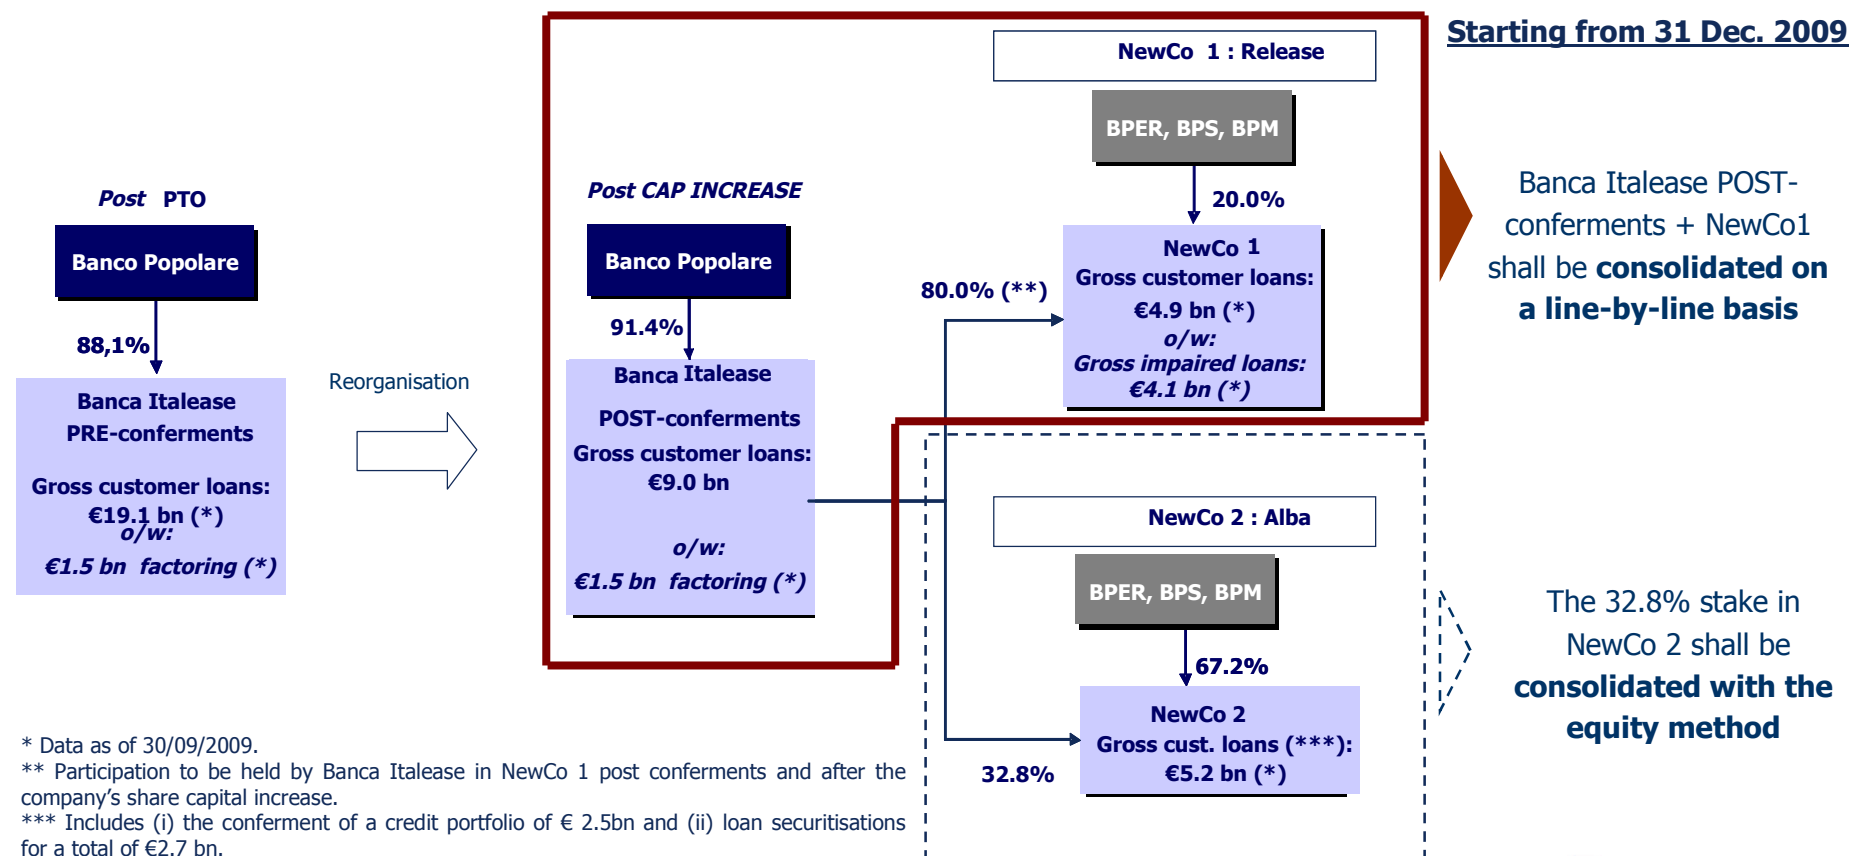 Starting from 31 Dec. 2009
Post PTO
Banco Popolare
88,1%
Banca Italease
PRE-conferments
Gross customer loans:
€19.1 bn (*)
o/w:
€1.5 bn factoring (*)
Reorganisation
Post CAP INCREASE
Banco Popolare
91.4%
Banca Italease
POST-conferments
Gross customer loans:
€9.0 bn
o/w:
€1.5 bn factoring (*)
NewCo 1 : Release
BPER, BPS, BPM
20.0%
80.0% (**)
NewCo 1
Gross customer loans:
€4.9 bn (*)
o/w:
Gross impaired loans:
€4.1 bn (*)
NewCo 2 : Alba
BPER, BPS, BPM
67.2%
32.8%
NewCo 2
Gross cust. loans (***):
€5.2 bn (*)
Banca Italease POST-
conferments + NewCo1
shall be consolidated on
a line-by-line basis
The 32.8% stake in
NewCo 2 shall be
consolidated with the
equity method
* Data as of 30/09/2009.
** Participation to be held by Banca Italease in NewCo 1 post conferments and after the
company's share capital increase.
*** Includes (i) the conferment of a credit portfolio of € 2.5bn and (ii) loan securitisations
for a total of €2.7 bn.